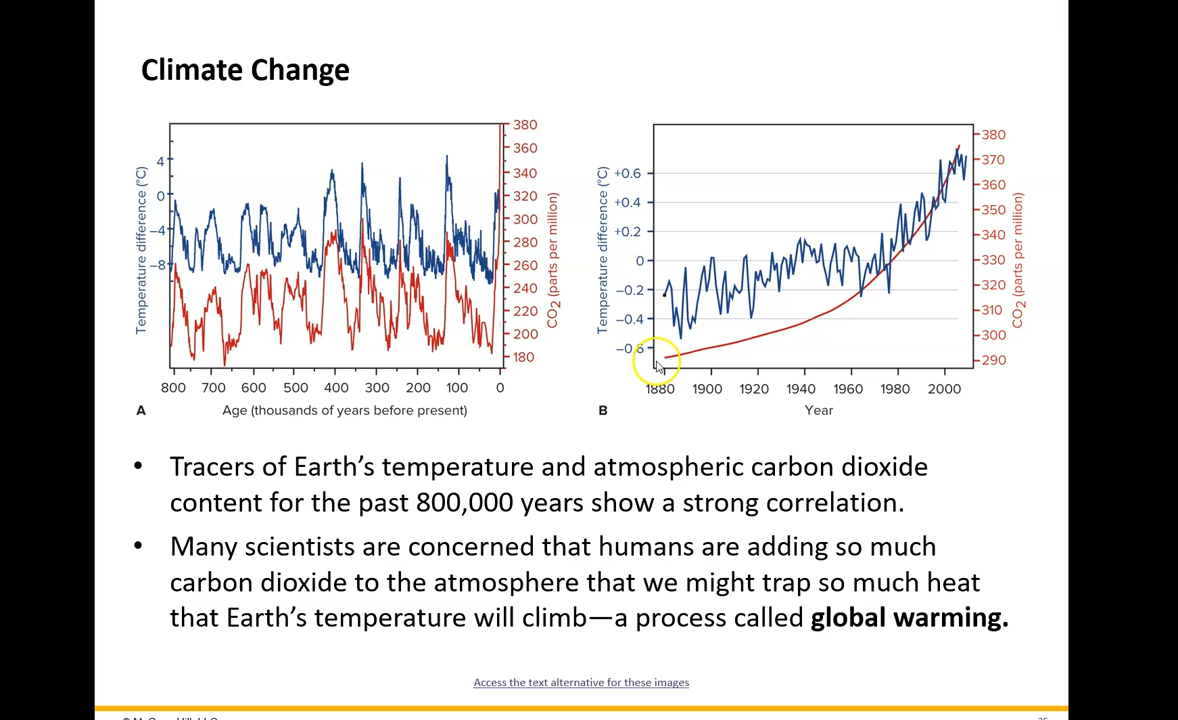 Climate Change
Temperature difference (°C)
4
0
−4
−8
380
360
340
320
300
280
260
240
220
200
180
CO2 (parts per million)
800 700 600 500 400 300 200 100 0
A Age (thousands of years before present)
B
Temperature difference (°C)
+0.6
+0.4
+0.2
0
−0.2
−0.4
−0.6
380
370
360
350
340
330
320
310
300
290
CO2 (parts per million)
1880 1900 1920 1940 1960 1980 2000
B Year
• Tracers of Earth’s temperature and atmospheric carbon dioxide
content for the past 800,000 years show a strong correlation.
• Many scientists are concerned that humans are adding so much
carbon dioxide to the atmosphere that we might trap so much heat
that Earth’s temperature will climb—a process called global warming.
Access the text alternative for these images